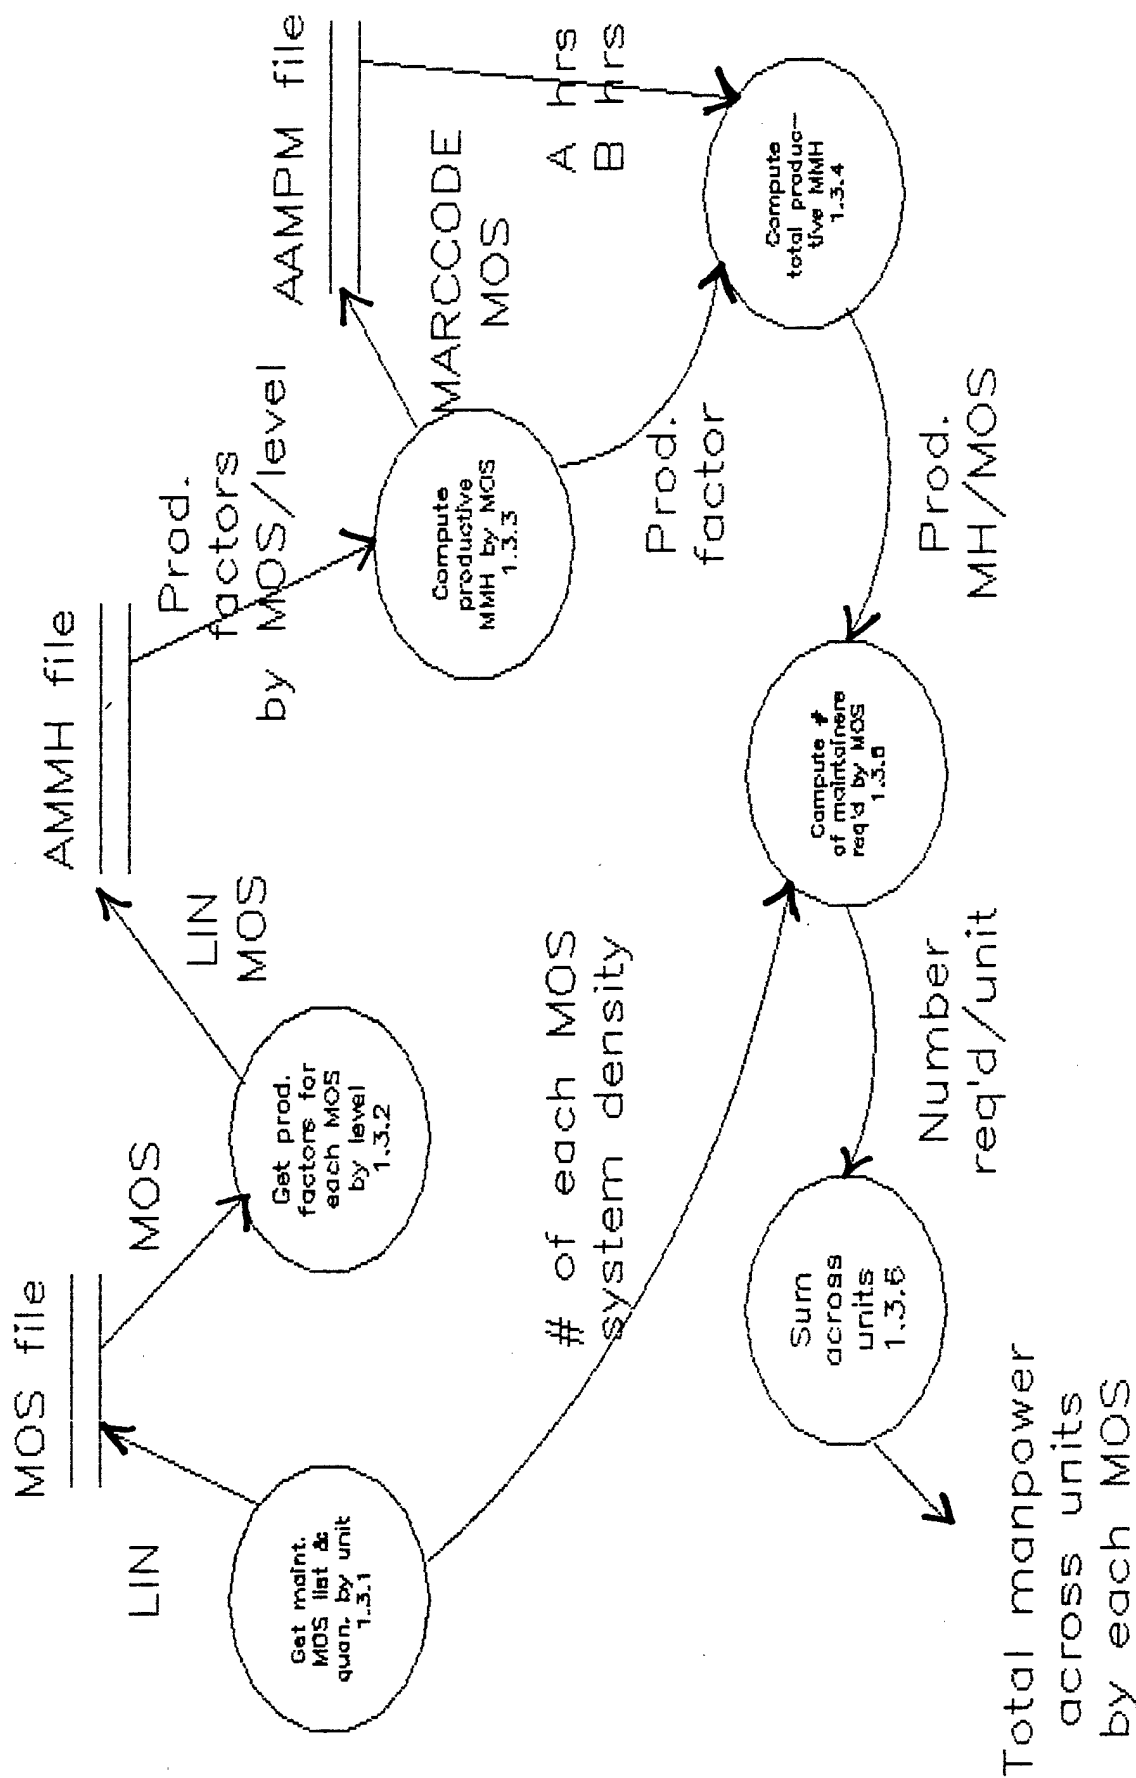 MOS file
LIN
MOS
Get maint.
MOS list &
quan. by unit
1.3.1
Get prod.
factors for
each MOS
by level
1.3.2
LIN
MOS
AMMH file
Prod.
factors
by MOS/level
Compute
productive
MMH by MOS
1.3.3
MARCCODE
MOS
AAMPM file
A hrs
B hrs
Compute
total produc-
tive MMH
1.3.4
Prod.
factor
Prod.
MH/MOS
# of each MOS
system density
Compute #
of maintainers
req'd by MOS
1.3.5
Number
req'd/unit
Sum
across
units
1.3.6
Total manpower
across units
by each MOS